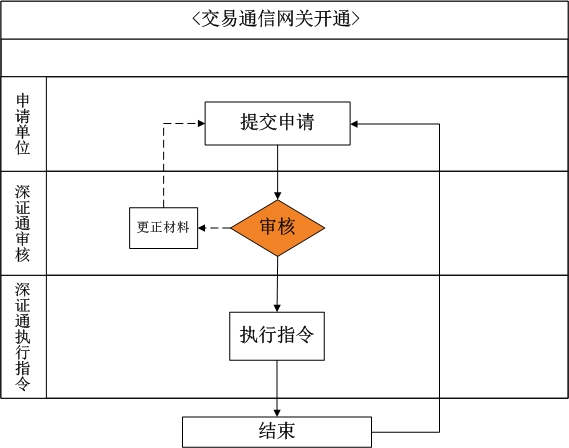 <交易通信网关开通>
申请单位
提交申请
深证通审核
更正材料
审核
深证通执行指令
执行指令
结束